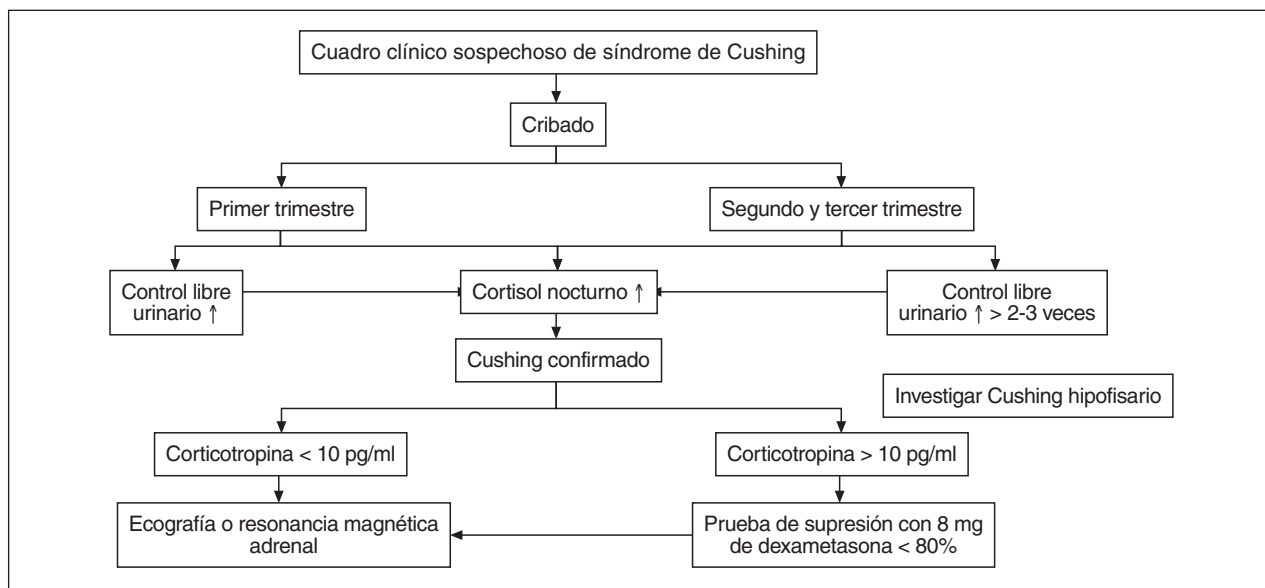 Cuadro clínico sospechoso de síndrome de Cushing
Cribado
Primer trimestre
Segundo y tercer trimestre
Control libre
urinario ↑
Cortisol nocturno ↑
Control libre
urinario ↑ > 2-3 veces
Cushing confirmado
Investigar Cushing hipofisario
Corticotropina < 10 pg/ml
Corticotropina > 10 pg/ml
Ecografía o resonancia magnética
adrenal
Prueba de supresión con 8 mg
de dexametasona < 80%